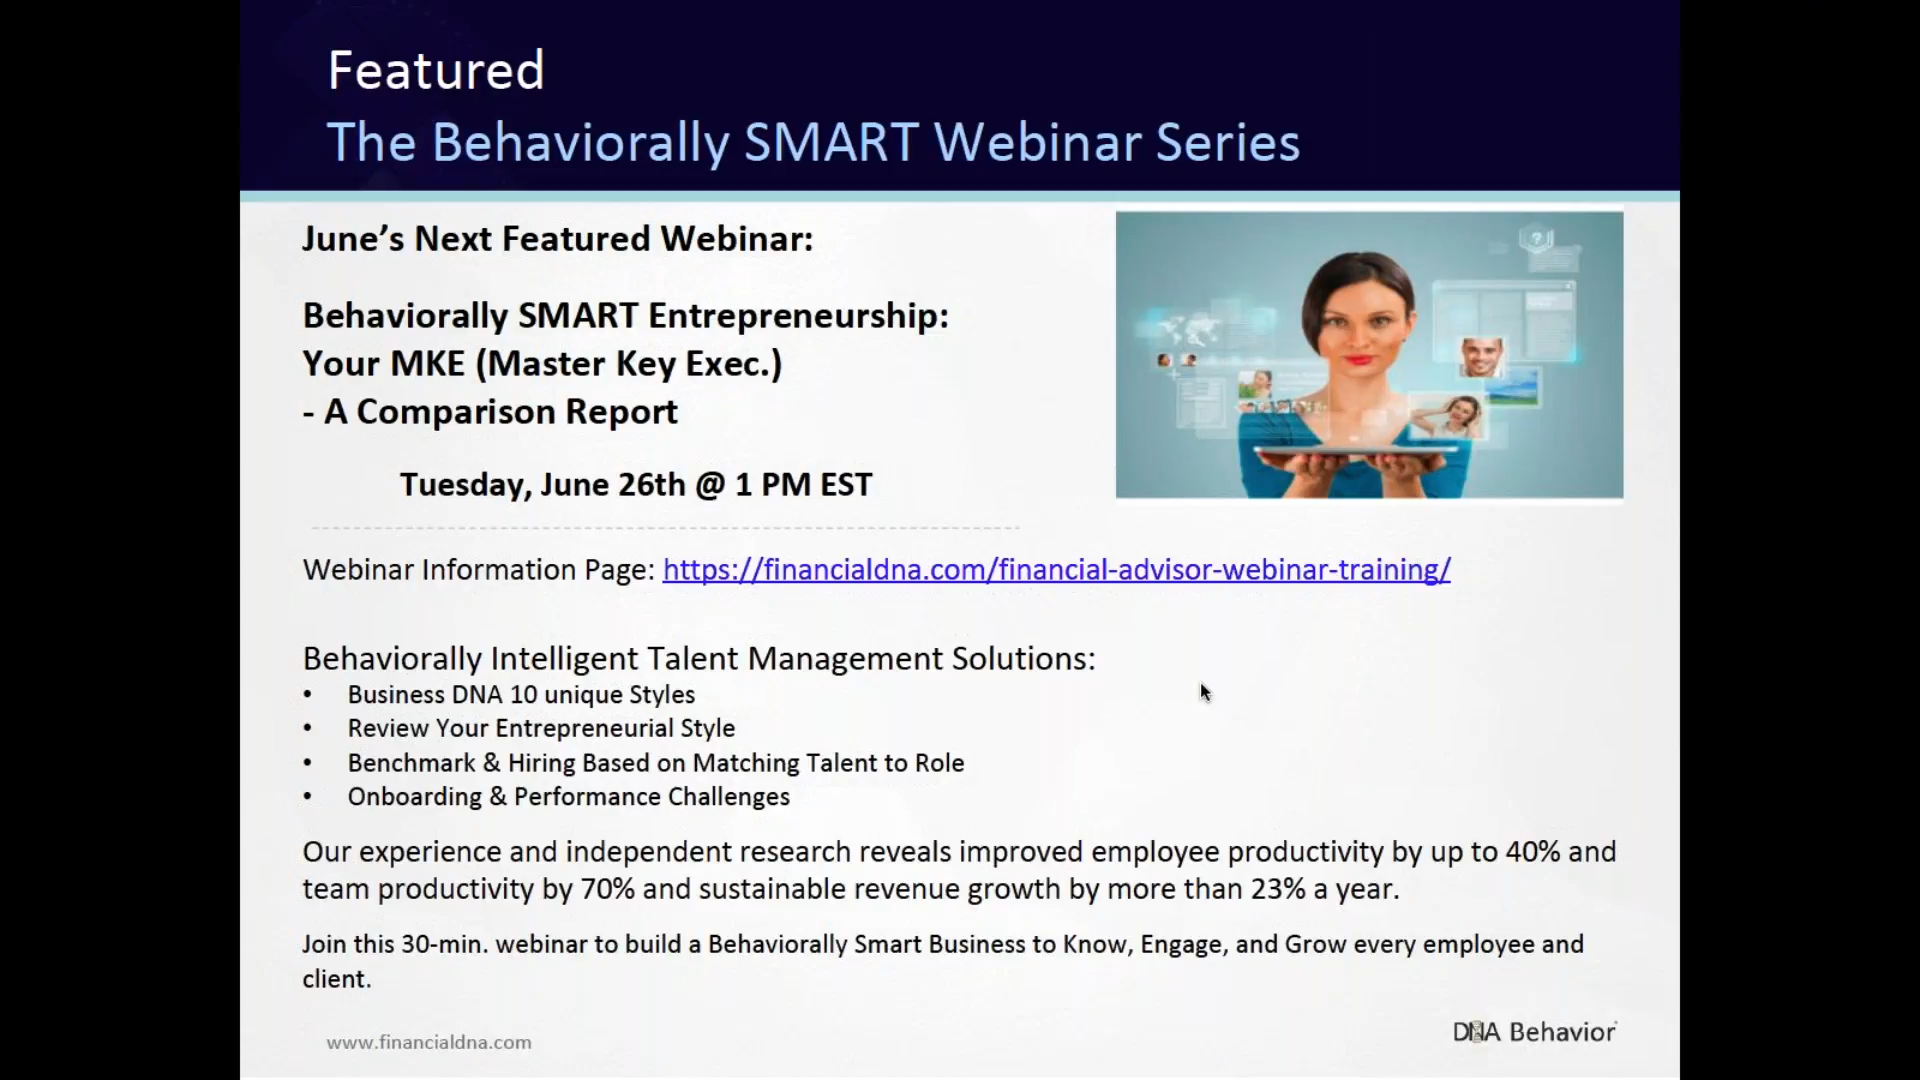 Featured
The Behaviorally SMART Webinar Series
June’s Next Featured Webinar:
Behaviorally SMART Entrepreneurship:
Your MKE (Master Key Exec.)
- A Comparison Report
Tuesday, June 26th @ 1 PM EST
Webinar Information Page: https://financialdna.com/financial-advisor-webinar-training/
Behaviorally Intelligent Talent Management Solutions:
• Business DNA 10 unique Styles
• Review Your Entrepreneurial Style
• Benchmark & Hiring Based on Matching Talent to Role
• Onboarding & Performance Challenges
Our experience and independent research reveals improved employee productivity by up to 40% and
team productivity by 70% and sustainable revenue growth by more than 23% a year.
Join this 30-min. webinar to build a Behaviorally Smart Business to Know, Engage, and Grow every employee and
client.
www.financialdna.com
DNA Behavior